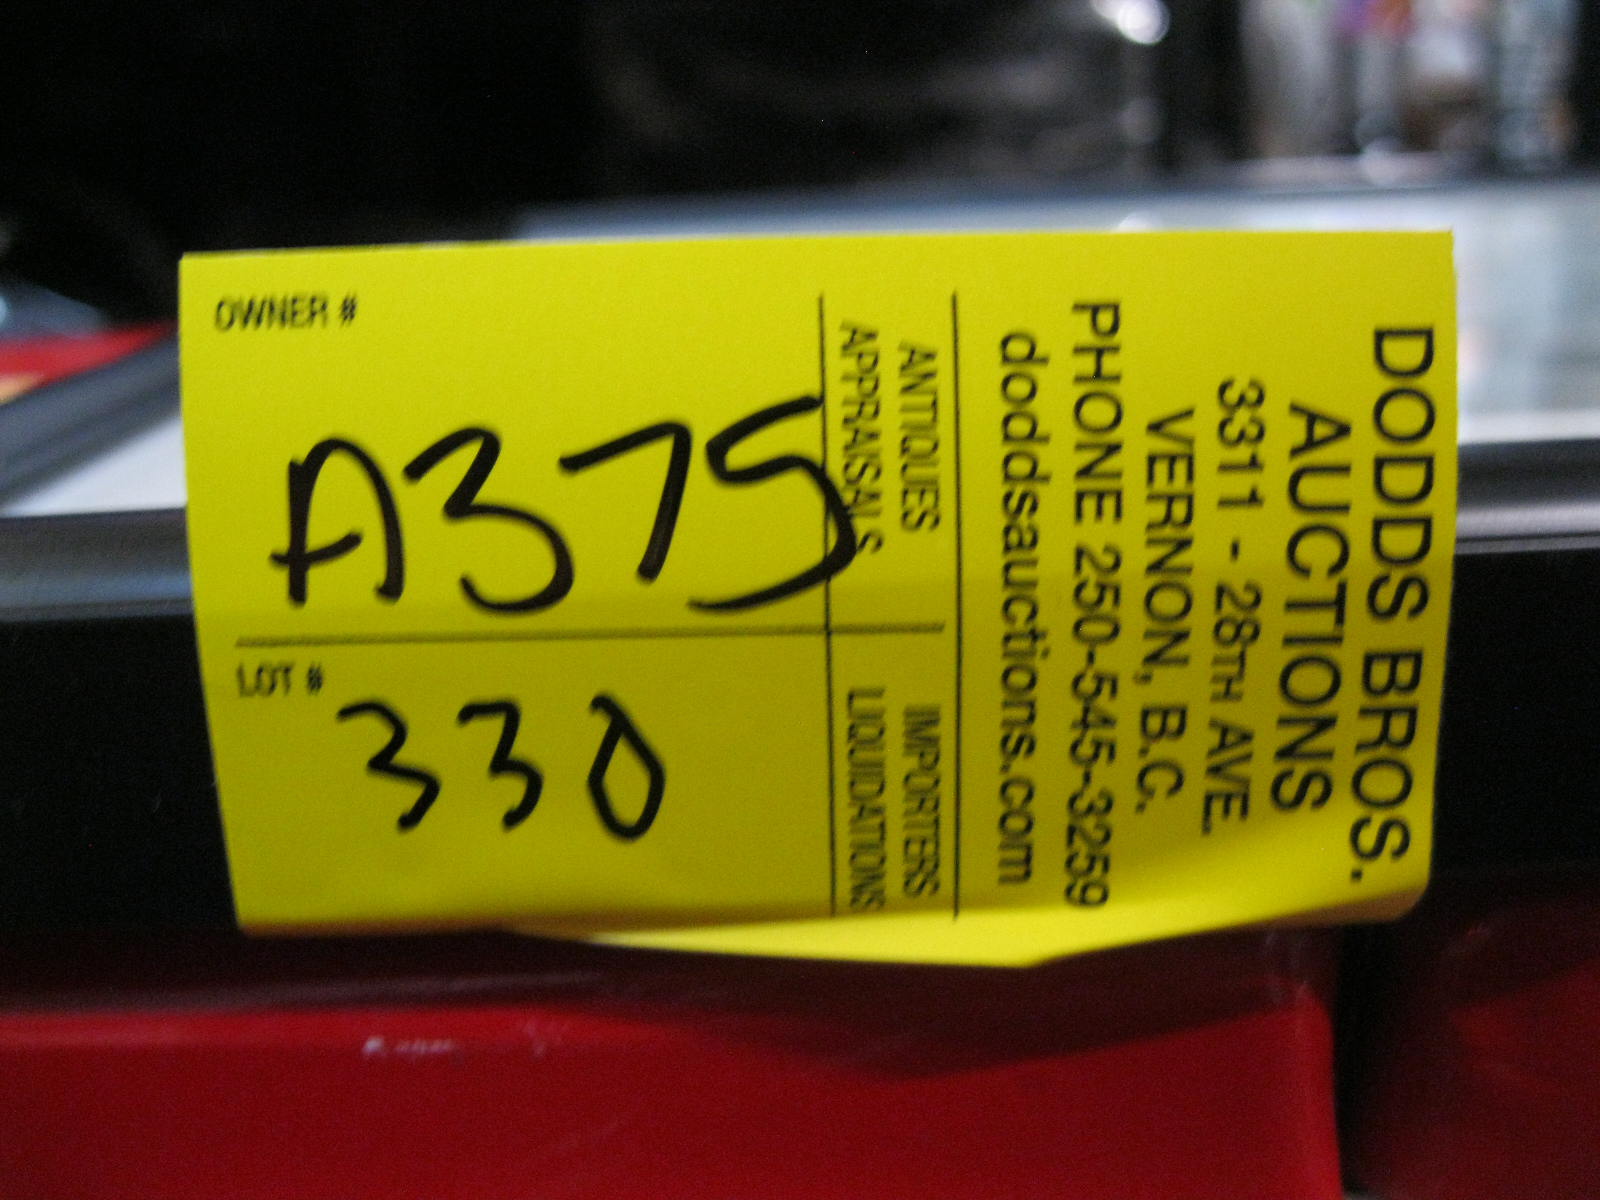 DODDS BROS.
AUCTIONS
3311 - 28TH AVE.
VERNON, B.C.
PHONE 250-545-3259
doddsauctions.com
ANTIQUES IMPORTERS
APPRAISALS LIQUIDATIONS
OWNER #
A375
LOT #
330